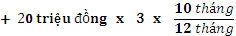 + 20 triệu đồng x 3 x 10 tháng / 12 tháng